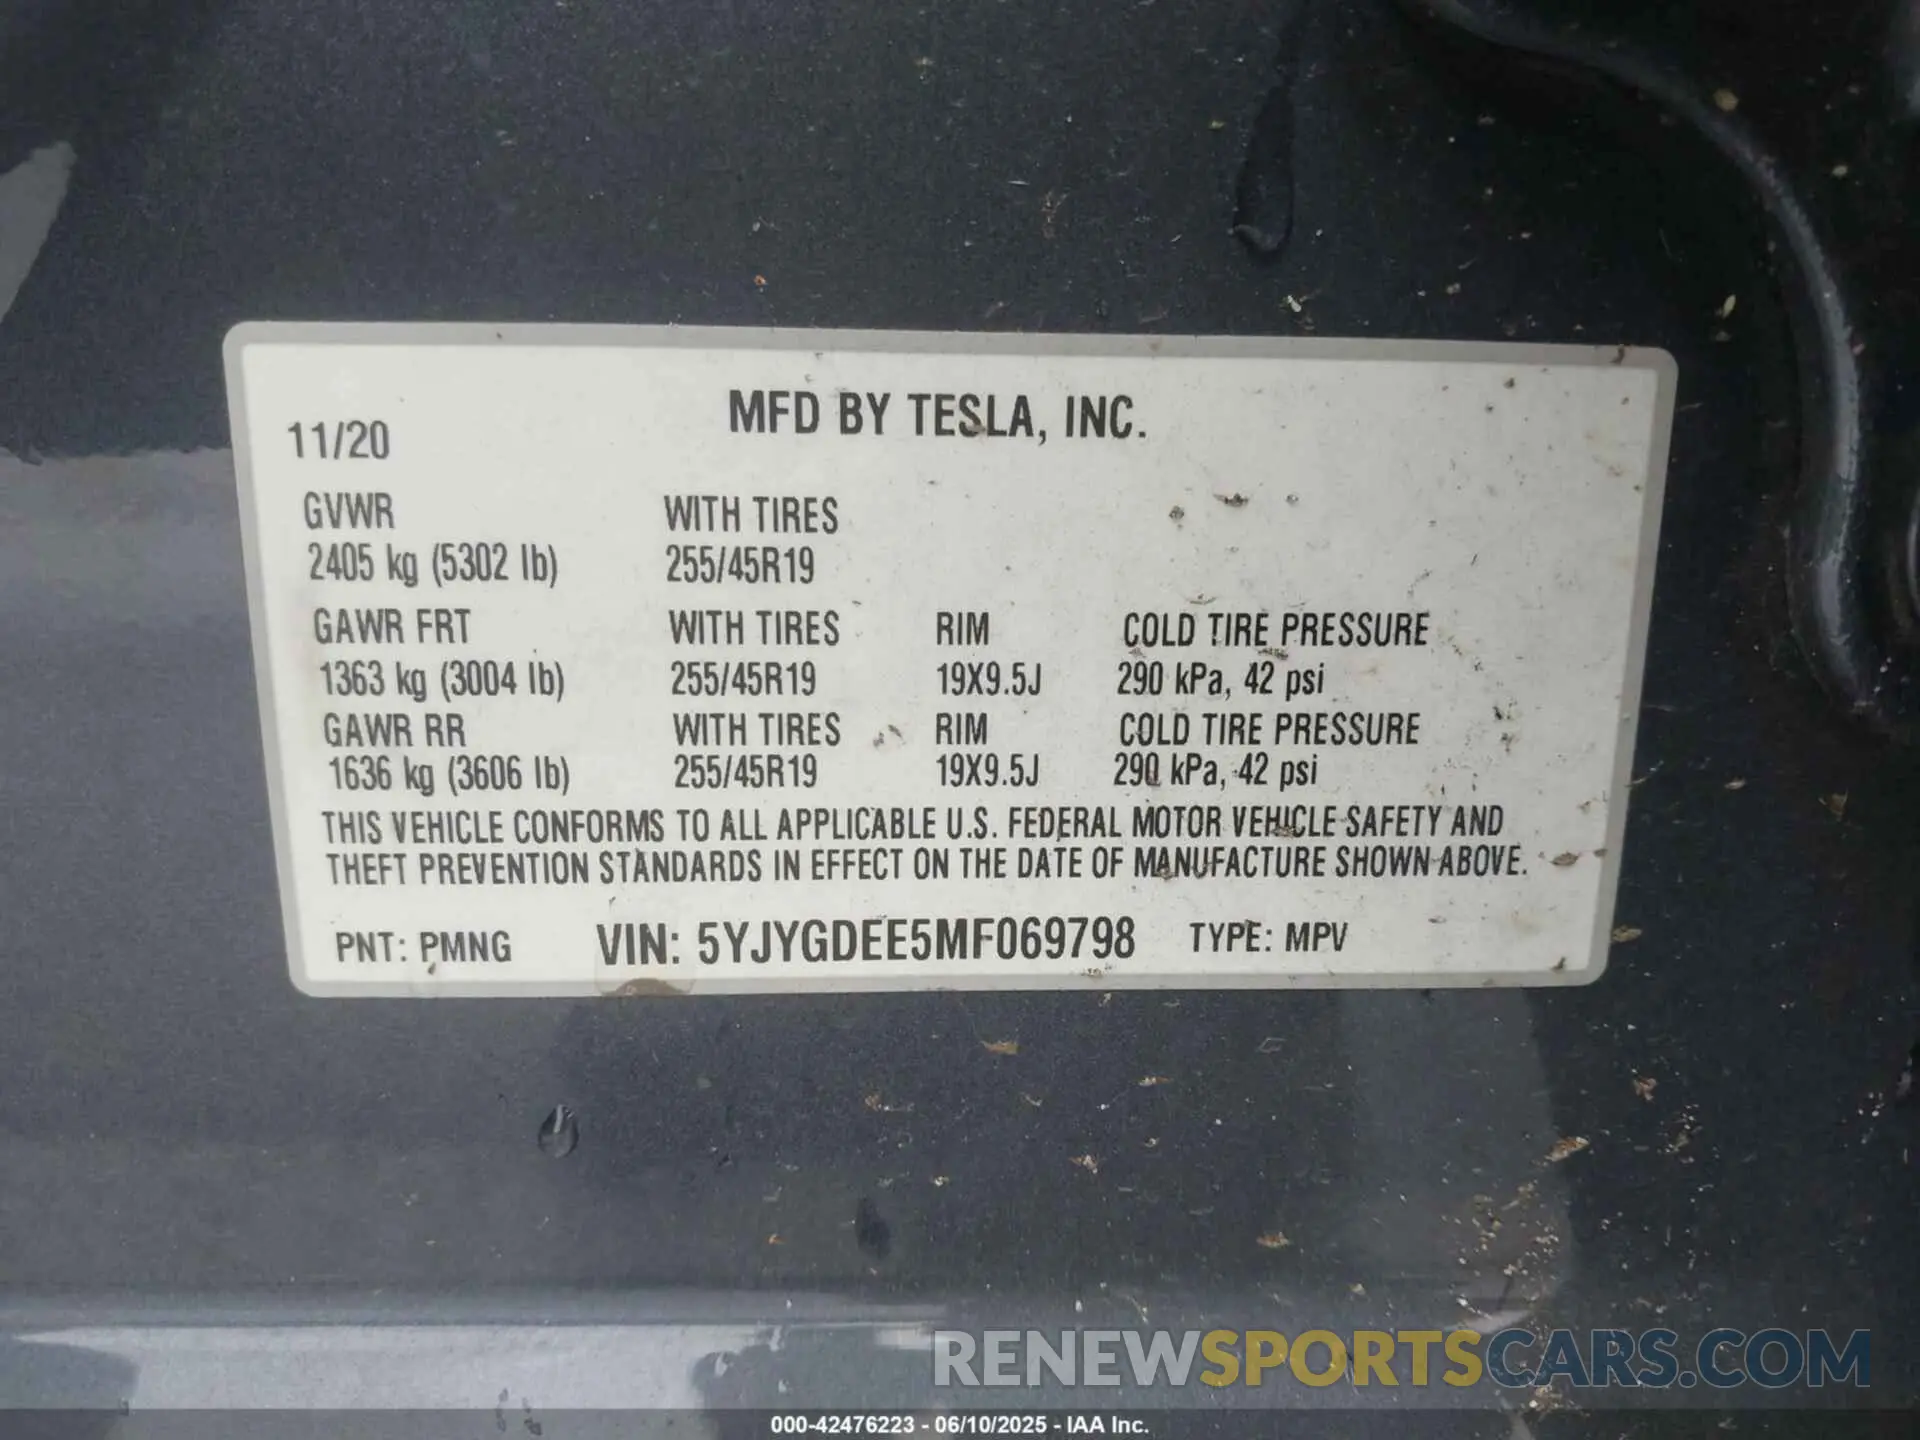 MFD BY TESLA, INC.
11/20
GVWR WITH TIRES
2405 kg (5302 lb) 255/45R19
GAWR FRT WITH TIRES RIM COLD TIRE PRESSURE
1363 kg (3004 lb) 255/45R19 19X9.5J 290 kPa, 42 psi
GAWR RR WITH TIRES RIM COLD TIRE PRESSURE
1636 kg (3606 lb) 255/45R19 19X9.5J 290 kPa, 42 psi
THIS VEHICLE CONFORMS TO ALL APPLICABLE U.S. FEDERAL MOTOR VEHICLE SAFETY AND
THEFT PREVENTION STANDARDS IN EFFECT ON THE DATE OF MANUFACTURE SHOWN ABOVE.
PNT: PMNG VIN: 5YJYGDEE5MF069798 TYPE: MPV
RENEWSPORTSCARS.COM
000-42476223 - 06/10/2025 - IAA Inc.